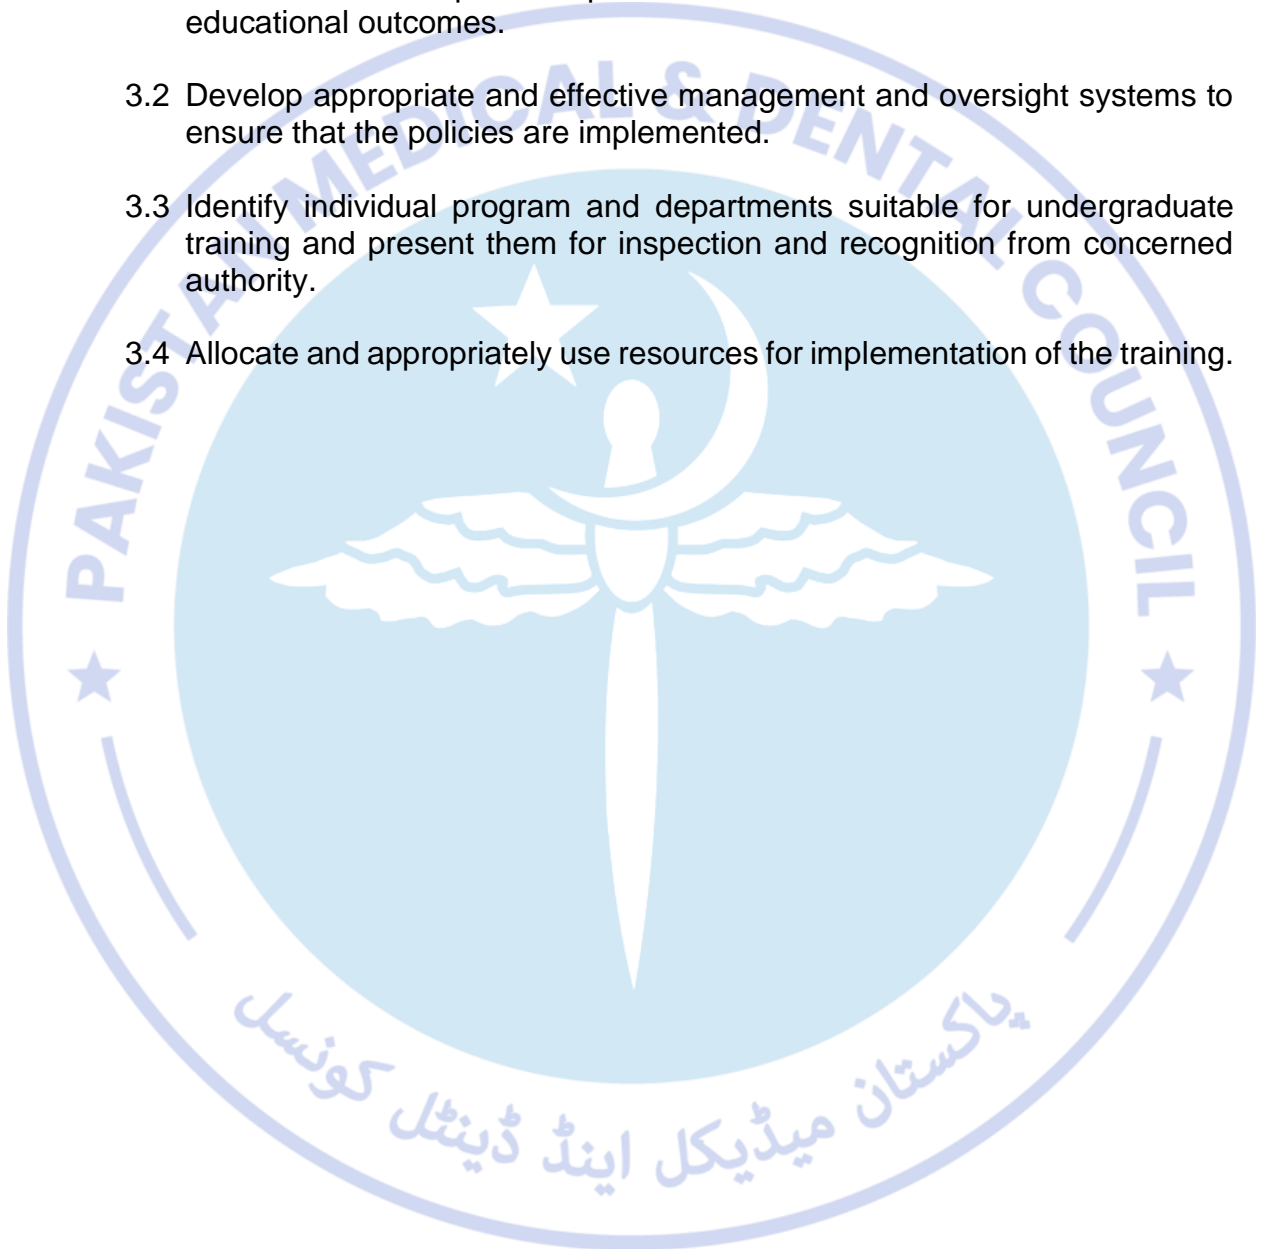 educational outcomes.
3.2 Develop appropriate and effective management and oversight systems to
ensure that the policies are implemented.
3.3 Identify individual program and departments suitable for undergraduate
training and present them for inspection and recognition from concerned
authority.
3.4 Allocate and appropriately use resources for implementation of the training.
PAKISTAN MEDICAL & DENTAL COUNCIL
پاکستان میڈیکل اینڈ ڈینٹل کونسل